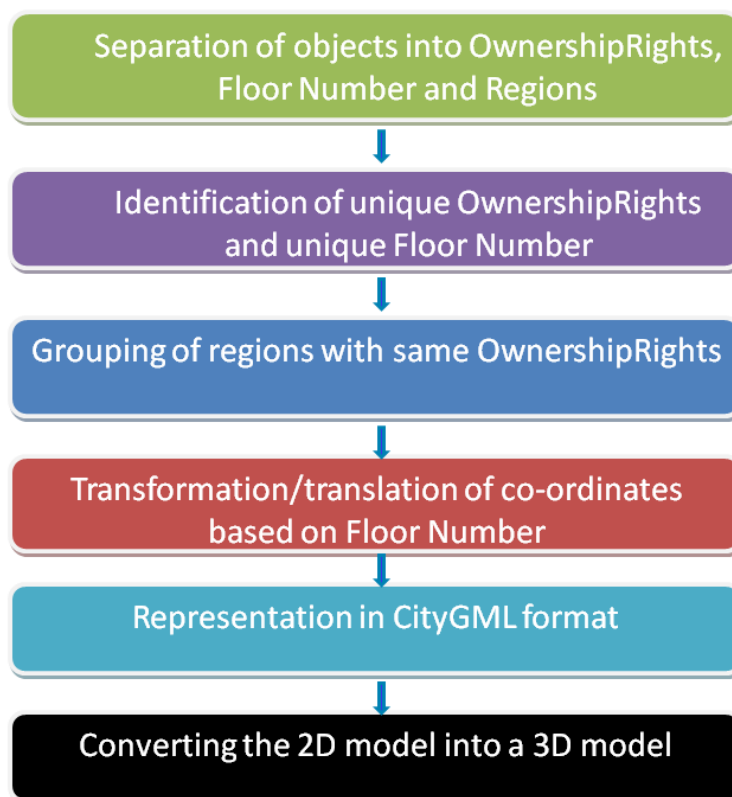 Separation of objects into OwnershipRights,
Floor Number and Regions
Identification of unique OwnershipRights
and unique Floor Number
Grouping of regions with same OwnershipRights
Transformation/translation of co-ordinates
based on Floor Number
Representation in CityGML format
Converting the 2D model into a 3D model